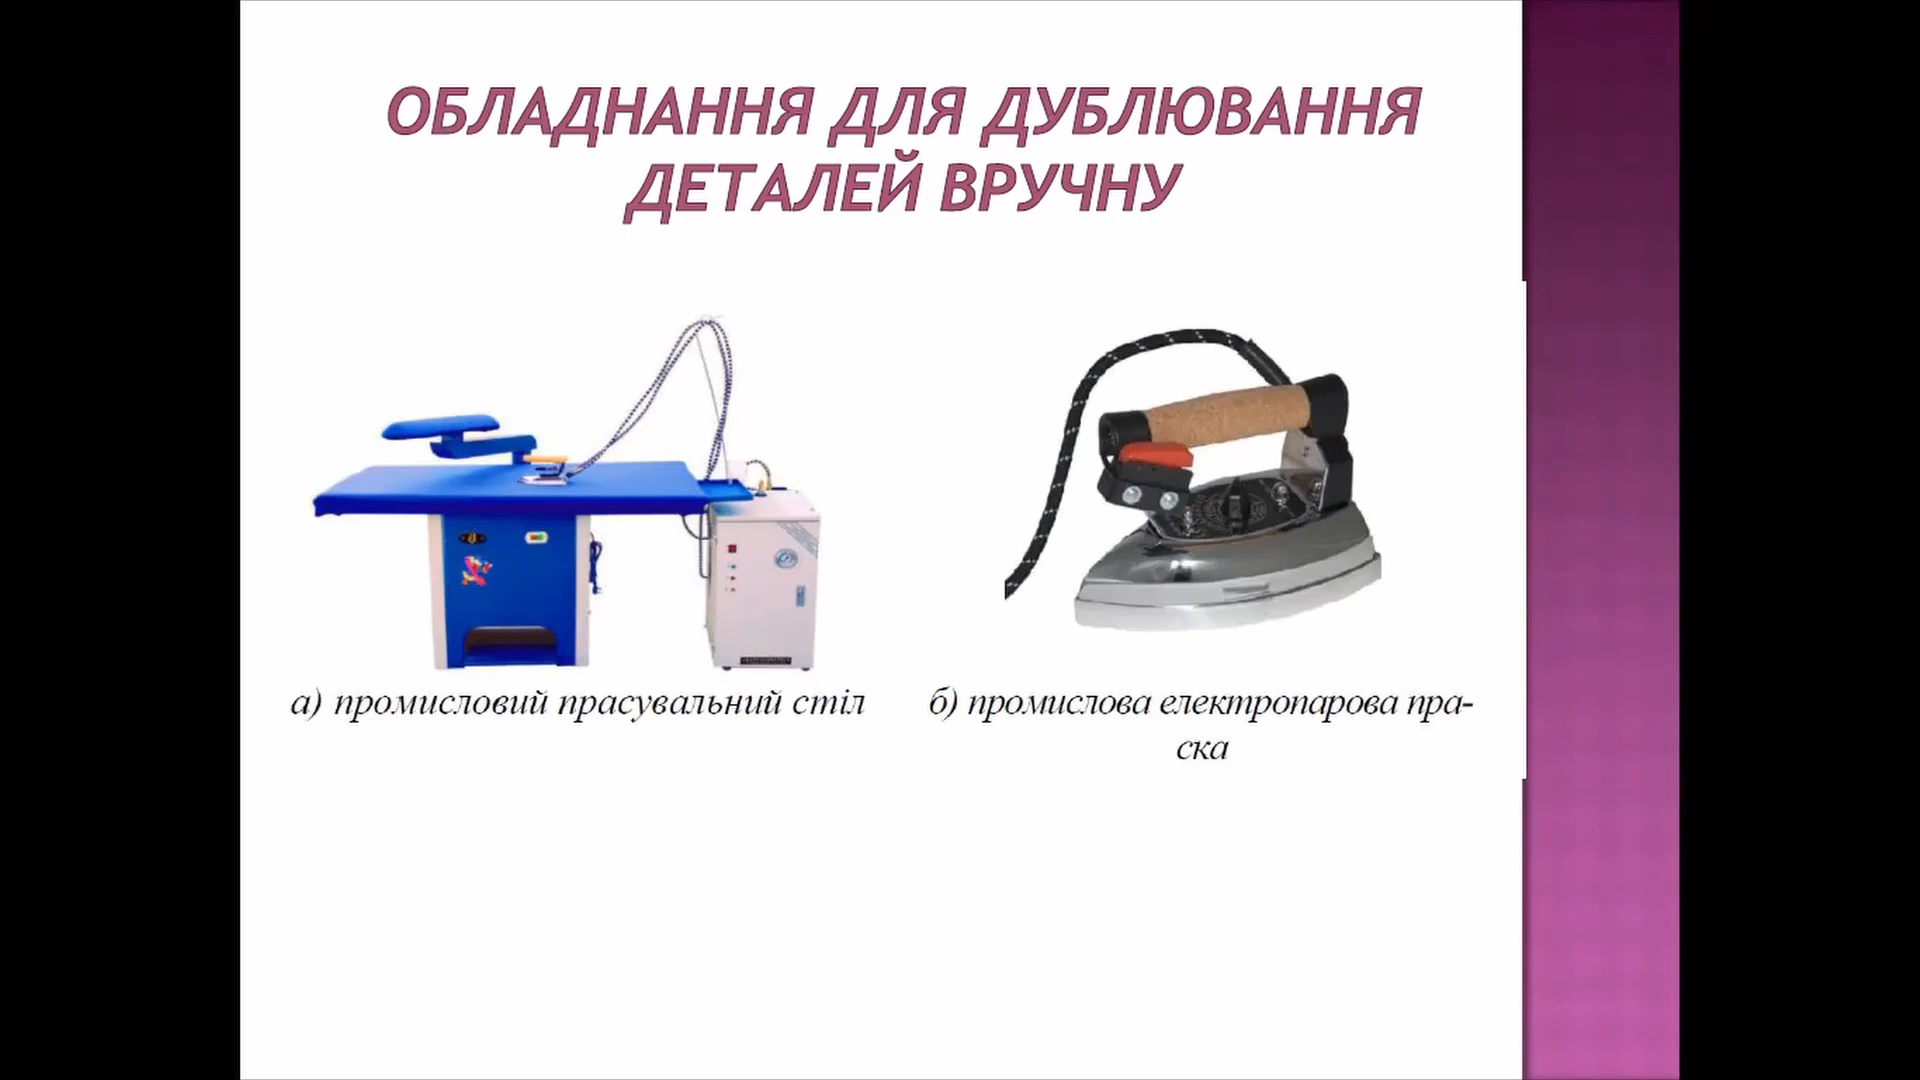 ОБЛАДНАННЯ ДЛЯ ДУБЛЮВАННЯ
ДЕТАЛЕЙ ВРУЧНУ
а) промисловий прасувальний стіл
б) промислова електропарова пра-
ска